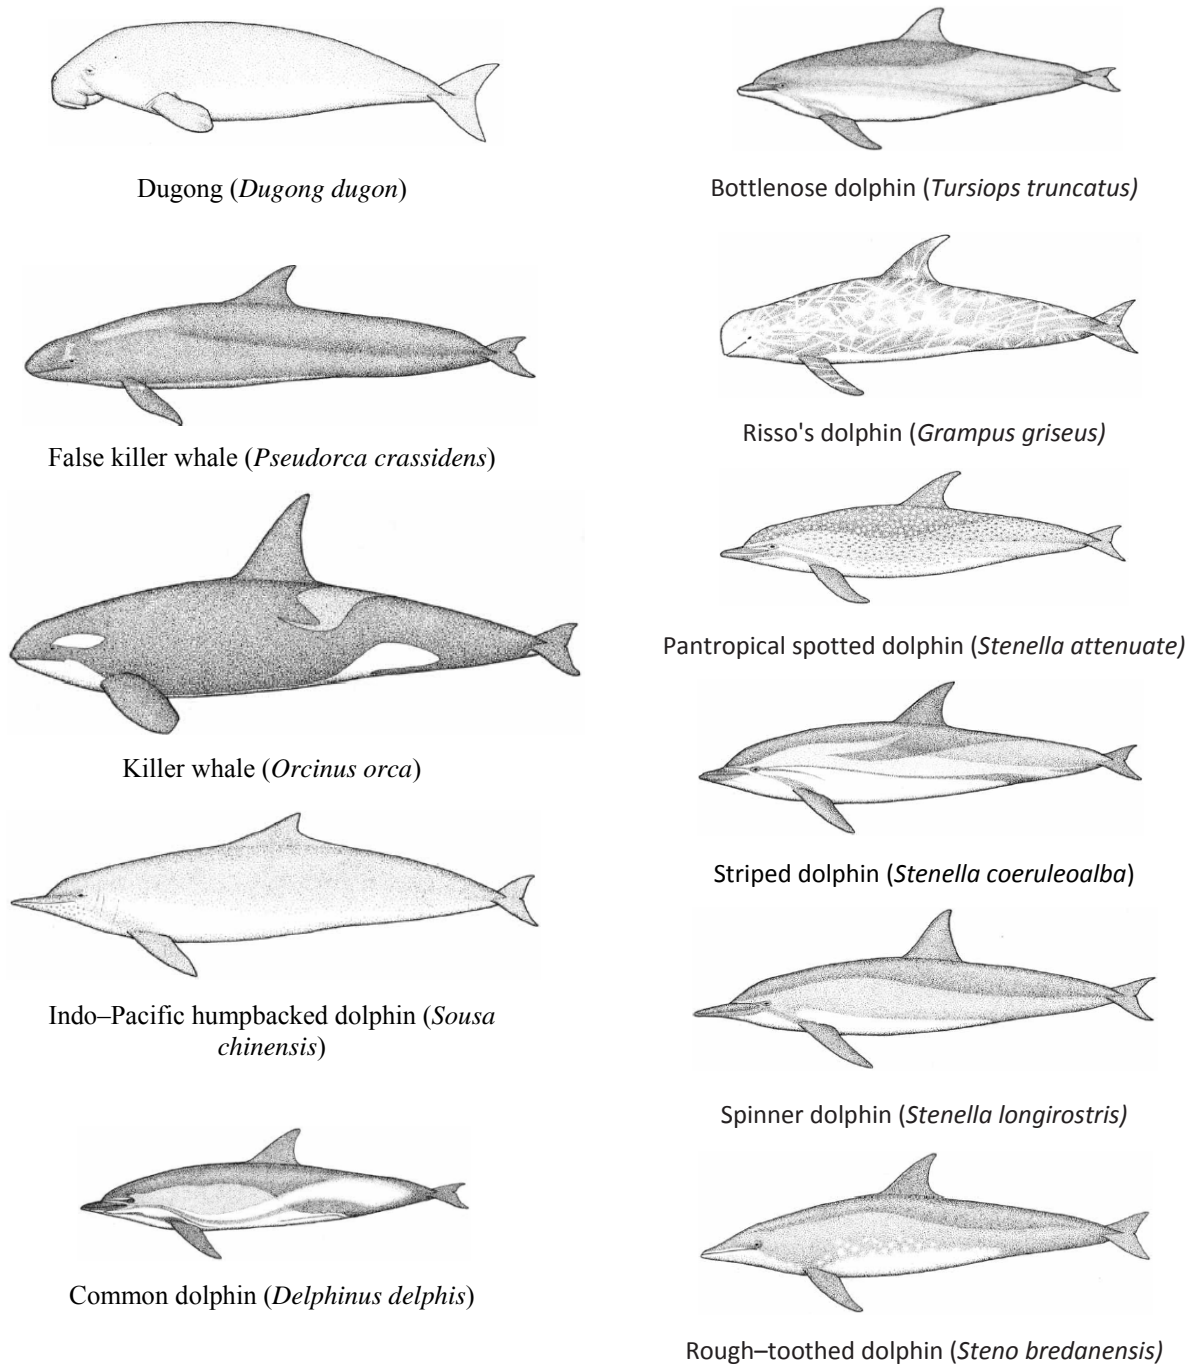 Dugong (Dugong dugon)
False killer whale (Pseudorca crassidens)
Killer whale (Orcinus orca)
Indo–Pacific humpbacked dolphin (Sousa
chinensis)
Common dolphin (Delphinus delphis)
Bottlenose dolphin (Tursiops truncatus)
Risso's dolphin (Grampus griseus)
Pantropical spotted dolphin (Stenella attenuate)
Striped dolphin (Stenella coeruleoalba)
Spinner dolphin (Stenella longirostris)
Rough–toothed dolphin (Steno bredanensis)